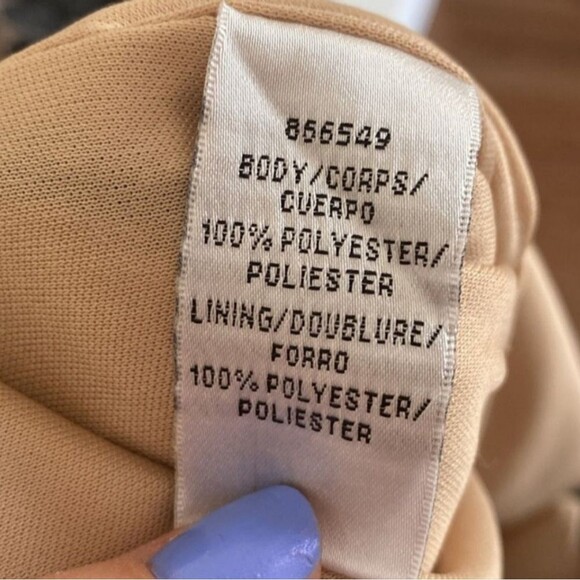 866549
BODY/CORPS/
CUERPO
100% POLYESTER/
POLIESTER
LINING/DOUBLURE/
FORRO
100% POLYESTER/
POLIESTER